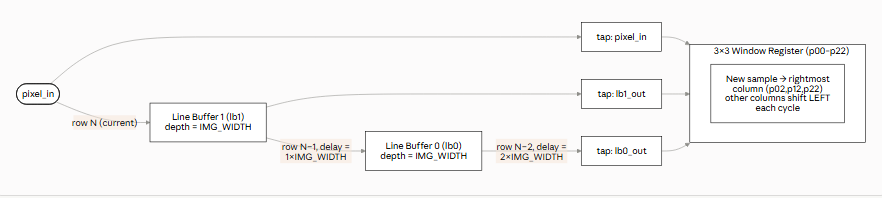 pixel_in
row N (current)
Line Buffer 1 (lb1)
depth = IMG_WIDTH
row N−1, delay =
1×IMG_WIDTH
Line Buffer 0 (lb0)
depth = IMG_WIDTH
row N−2, delay =
2×IMG_WIDTH
tap: pixel_in
tap: lb1_out
tap: lb0_out
3×3 Window Register (p00–p22)
New sample → rightmost
column (p02,p12,p22)
other columns shift LEFT
each cycle